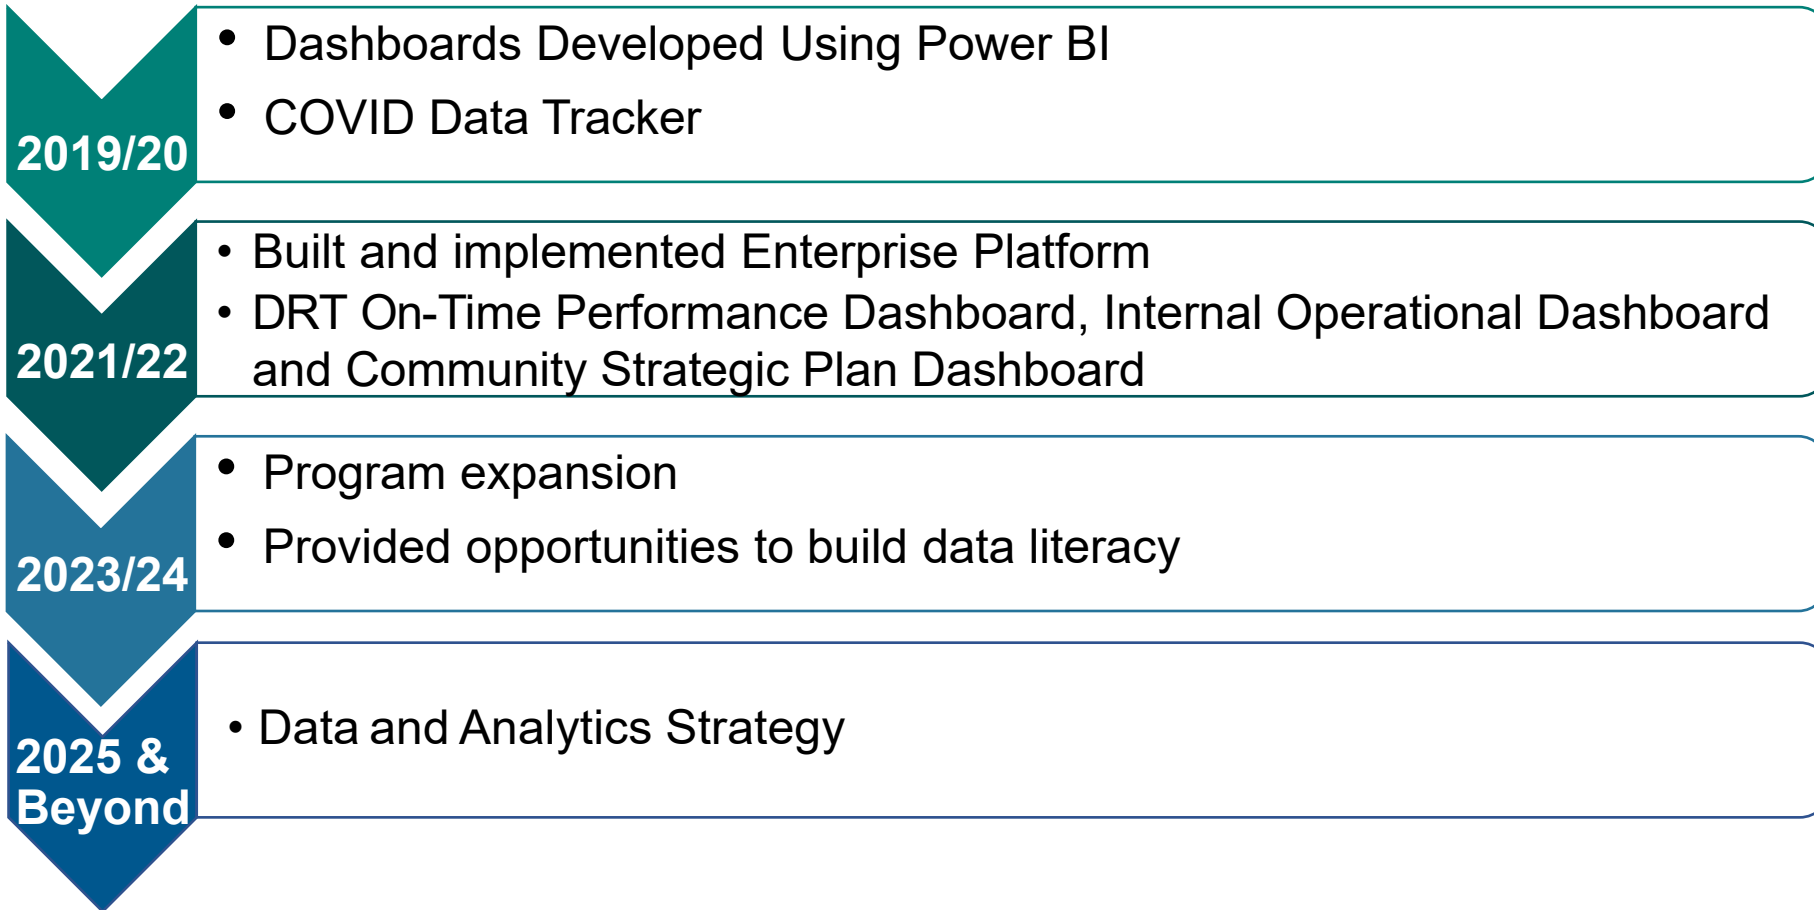 2019/20
• Dashboards Developed Using Power BI
• COVID Data Tracker
2021/22
• Built and implemented Enterprise Platform
• DRT On-Time Performance Dashboard, Internal Operational Dashboard
and Community Strategic Plan Dashboard
2023/24
• Program expansion
• Provided opportunities to build data literacy
2025 &
Beyond
• Data and Analytics Strategy